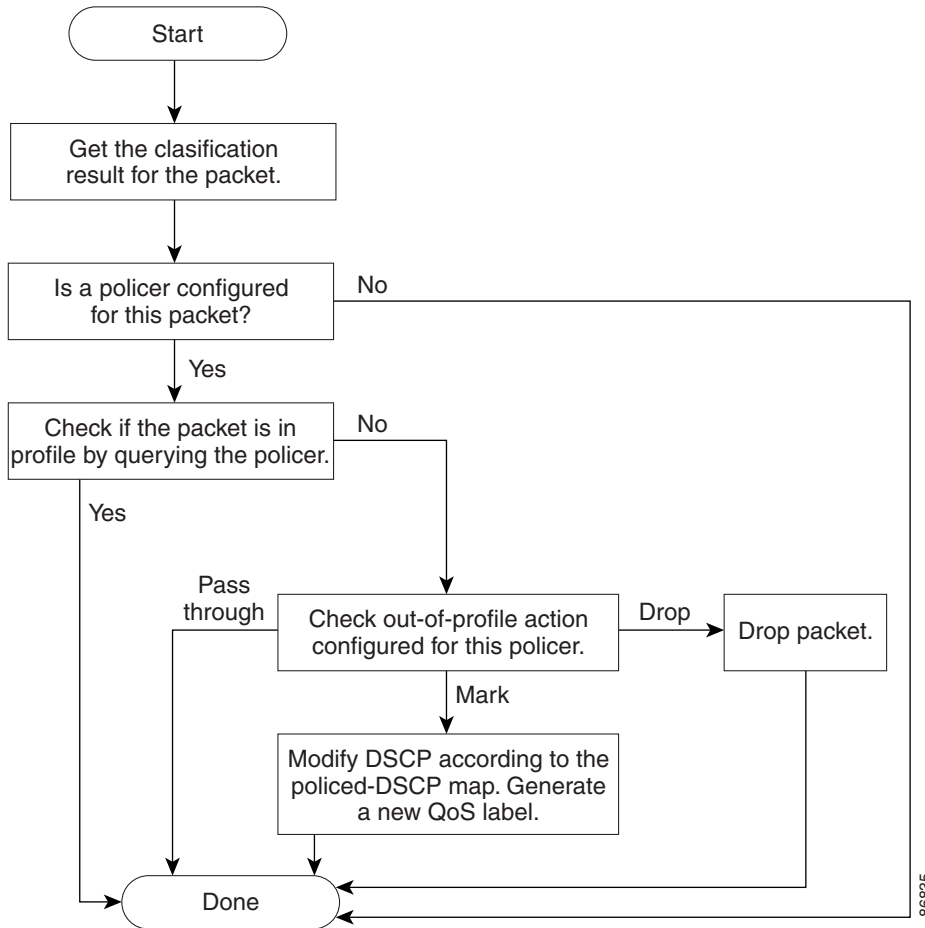 Start
Get the clasification
result for the packet.
Is a policer configured
for this packet?
No
Yes
Check if the packet is in
profile by querying the policer.
No
Yes
Pass
through
Check out-of-profile action
configured for this policer.
Drop
Drop packet.
Mark
Modify DSCP according to the
policed-DSCP map. Generate
a new QoS label.
Done
86835